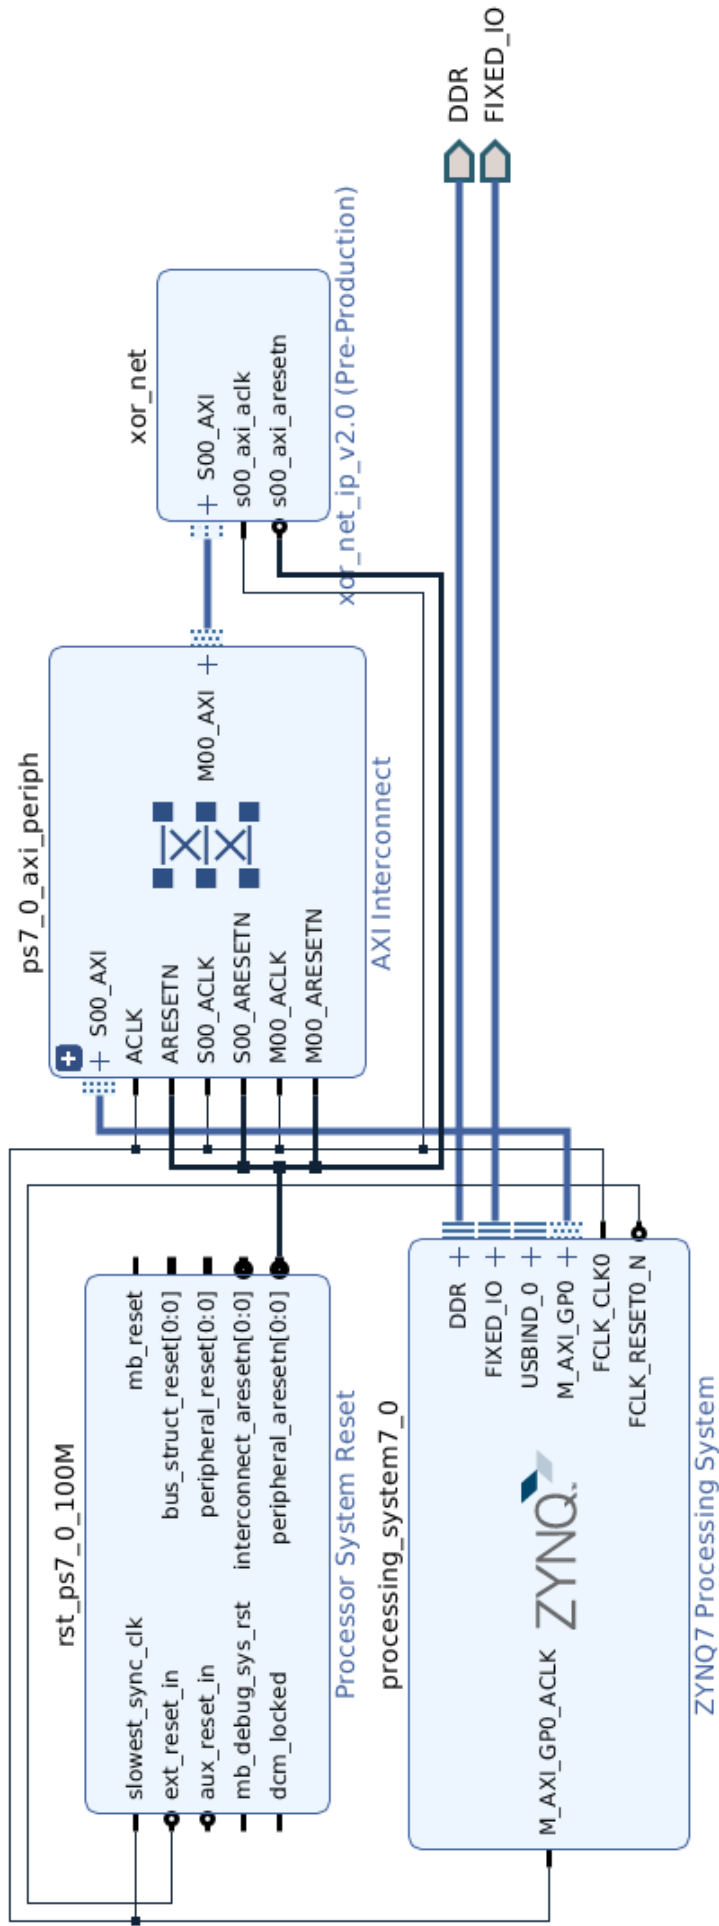 rst_ps7_0_100M
slowest_sync_clk
ext_reset_in
aux_reset_in
mb_debug_sys_rst
dcm_locked
mb_reset
bus_struct_reset[0:0]
peripheral_reset[0:0]
interconnect_aresetn[0:0]
peripheral_aresetn[0:0]
Processor System Reset
processing_system7_0
M_AXI_GP0_ACLK
ZYNQ
DDR
FIXED_IO
USBIND_0
M_AXI_GP0
FCLK_CLK0
FCLK_RESET0_N
ZYNQ7 Processing System
ps7_0_axi_periph
S00_AXI
ACLK
ARESETN
S00_ACLK
S00_ARESETN
M00_ACLK
M00_ARESETN
M00_AXI
AXI Interconnect
xor_net
S00_AXI
s00_axi_aclk
s00_axi_aresetn
xor_net_ip_v2.0 (Pre-Production)
DDR
FIXED_IO